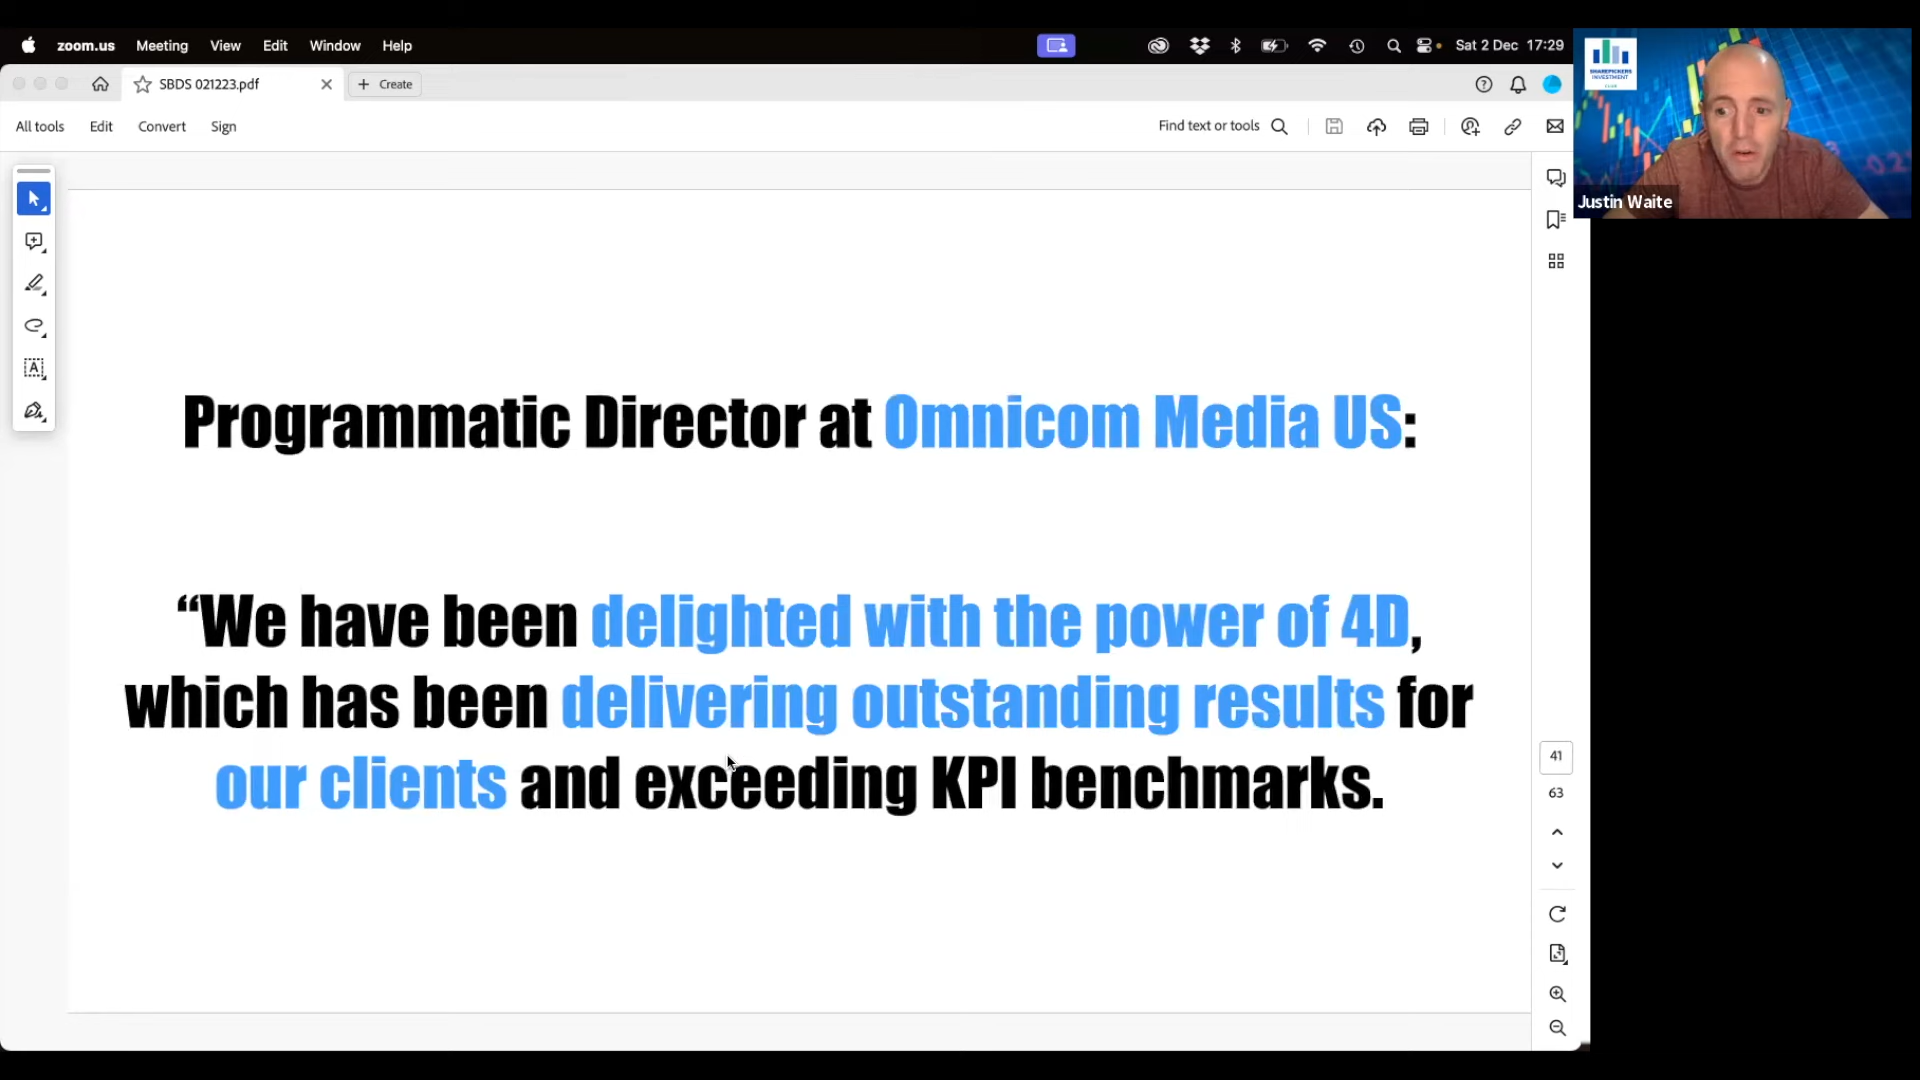 zoom.us Meeting View Edit Window Help Sat 2 Dec 17:29
SBDS 021223.pdf + Create
All tools Edit Convert Sign Find text or tools
SHAREPICKERS
INVESTMENT
CLUB
Justin Waite
Programmatic Director at Omnicom Media US:
“We have been delighted with the power of 4D,
which has been delivering outstanding results for
our clients and exceeding KPI benchmarks.
41
63